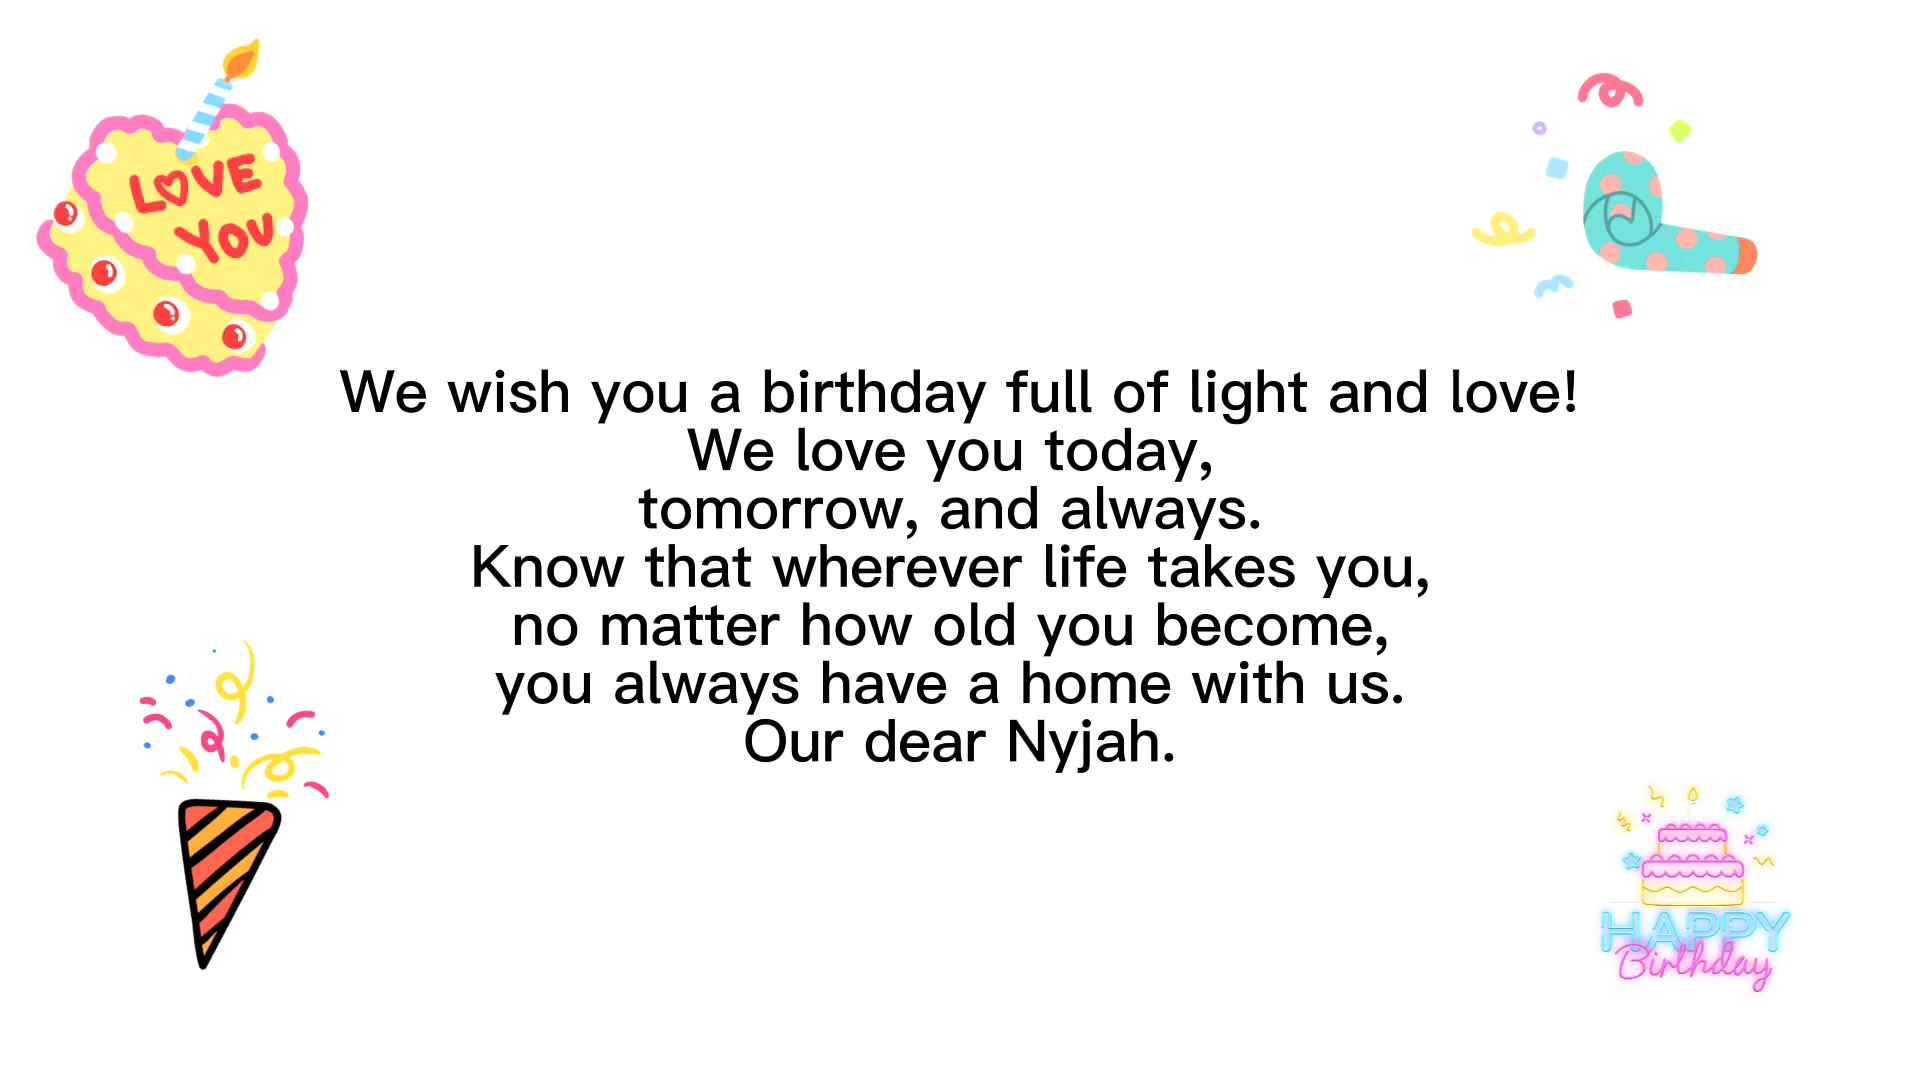 LOVE
YOU
We wish you a birthday full of light and love!
We love you today,
tomorrow, and always.
Know that wherever life takes you,
no matter how old you become,
you always have a home with us.
Our dear Nyjah.
HAPPY
Birthday